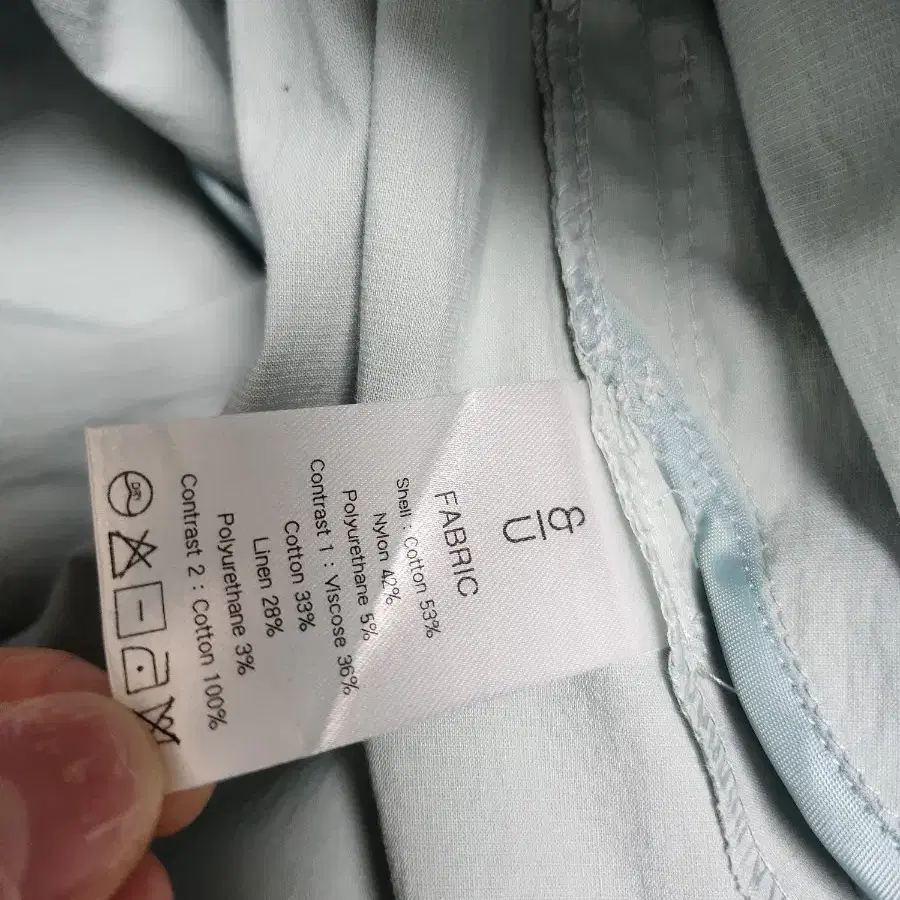 &
U
FABRIC
Shell : Cotton 53%
Nylon 42%
Polyurethane 5%
Contrast 1 : Viscose 36%
Cotton 33%
Linen 28%
Polyurethane 3%
Contrast 2 : Cotton 100%
DRY